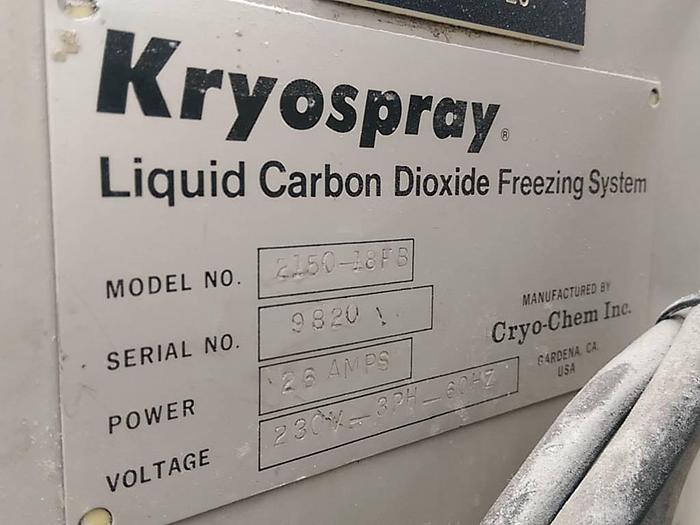 Kryospray®
Liquid Carbon Dioxide Freezing System
MODEL NO. 2150-18FB
SERIAL NO. 9820
POWER 26 AMPS
VOLTAGE 230V-3PH-60HZ
MANUFACTURED BY
Cryo-Chem Inc.
GARDENA, CA.
USA